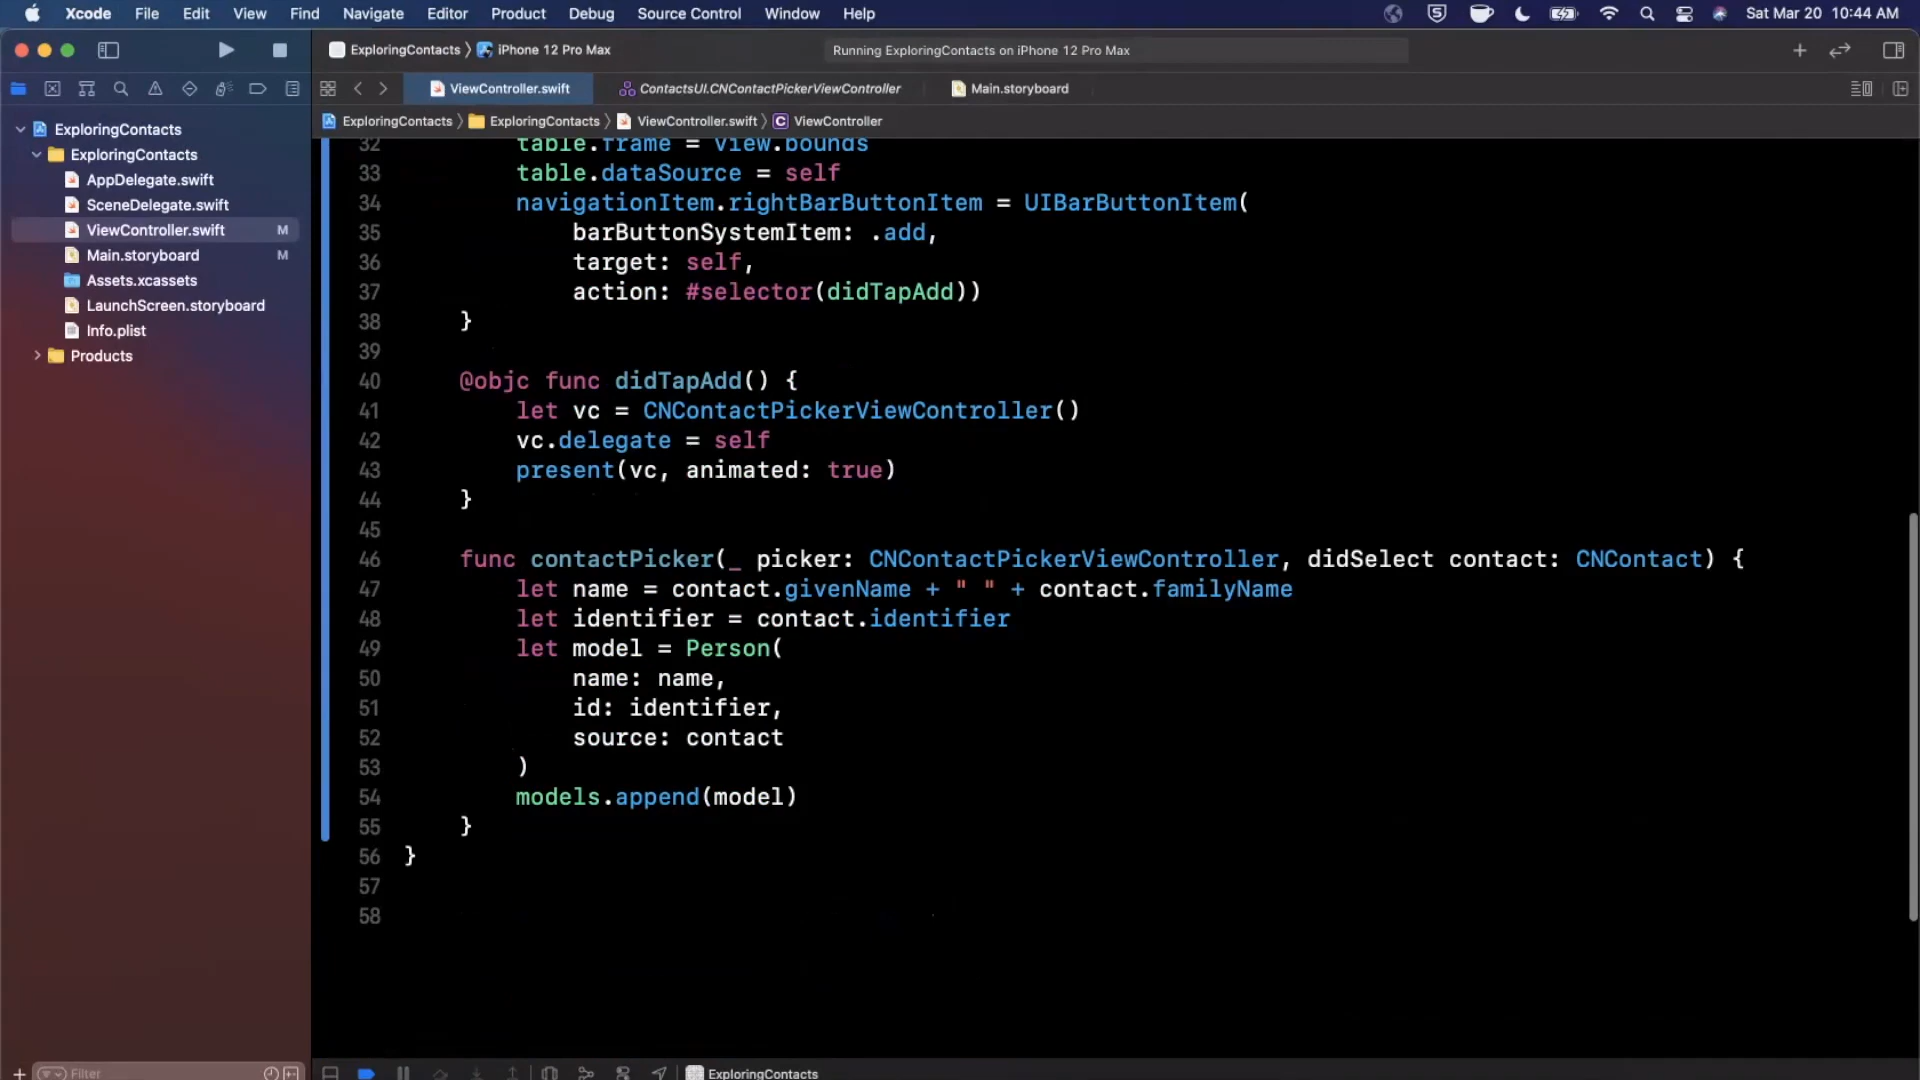 Xcode File Edit View Find Navigate Editor Product Debug Source Control Window Help Sat Mar 20 10:44 AM
ExploringContacts iPhone 12 Pro Max Running ExploringContacts on iPhone 12 Pro Max
ViewController.swift ContactsUI.CNContactPickerViewController Main.storyboard
ExploringContacts ExploringContacts ViewController.swift C ViewController
ExploringContacts
ExploringContacts
AppDelegate.swift
SceneDelegate.swift
ViewController.swift M
Main.storyboard M
Assets.xcassets
LaunchScreen.storyboard
Info.plist
Products
32 table.frame = view.bounds
33 table.dataSource = self
34 navigationItem.rightBarButtonItem = UIBarButtonItem(
35 barButtonSystemItem: .add,
36 target: self,
37 action: #selector(didTapAdd))
38 }
39
40 @objc func didTapAdd() {
41 let vc = CNContactPickerViewController()
42 vc.delegate = self
43 present(vc, animated: true)
44 }
45
46 func contactPicker(_ picker: CNContactPickerViewController, didSelect contact: CNContact) {
47 let name = contact.givenName + " " + contact.familyName
48 let identifier = contact.identifier
49 let model = Person(
50 name: name,
51 id: identifier,
52 source: contact
53 )
54 models.append(model)
55 }
56 }
57
58
Filter
ExploringContacts